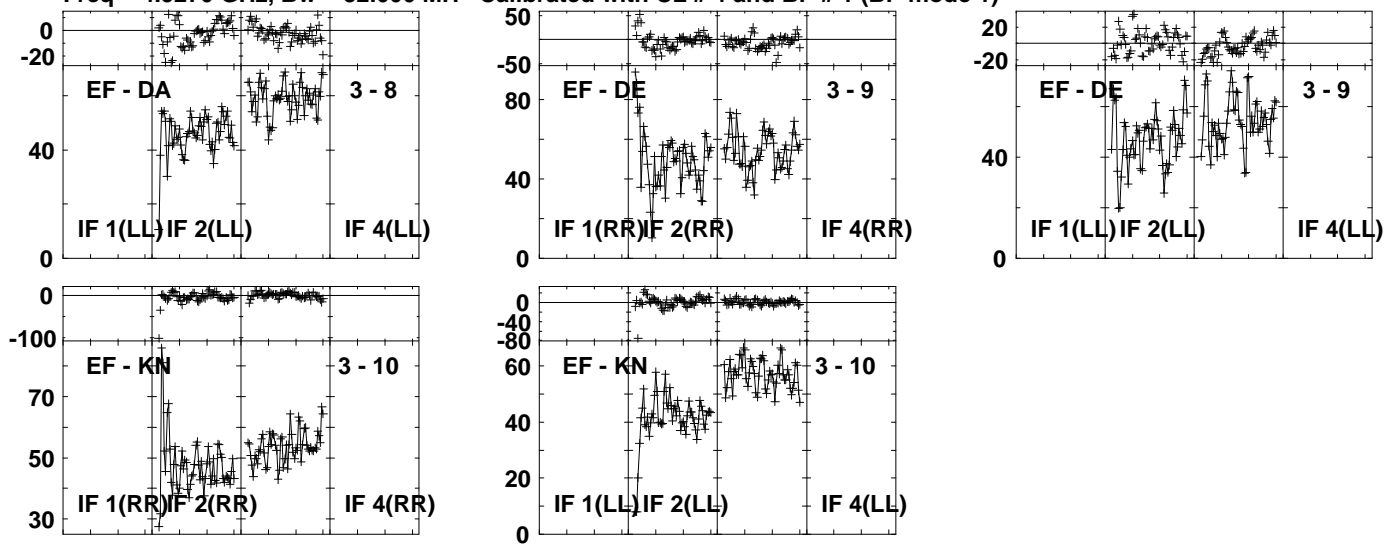 0
-20
EF - DA
3 - 8
40
IF 1(LL) IF 2(LL)
IF 4(LL)
0
50
-50
80
EF - DE
3 - 9
40
IF 1(RR) IF 2(RR)
IF 4(RR)
0
20
-20
EF - DE
3 - 9
40
IF 1(LL) IF 2(LL)
IF 4(LL)
0
0
-100
EF - KN
3 - 10
70
50
IF 1(RR) IF 2(RR)
IF 4(RR)
30
0
-40
-80
EF - KN
3 - 10
60
40
20
IF 1(LL) IF 2(LL)
IF 4(LL)
0